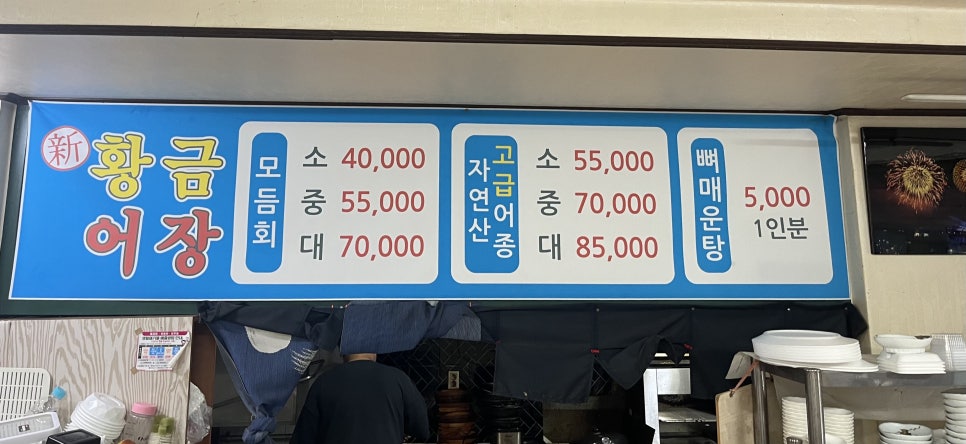 新 황금
어장
모듬회
소 40,000
중 55,000
대 70,000
자연산
고급어종
소 55,000
중 70,000
대 85,000
뼈매운탕
5,000
1인분